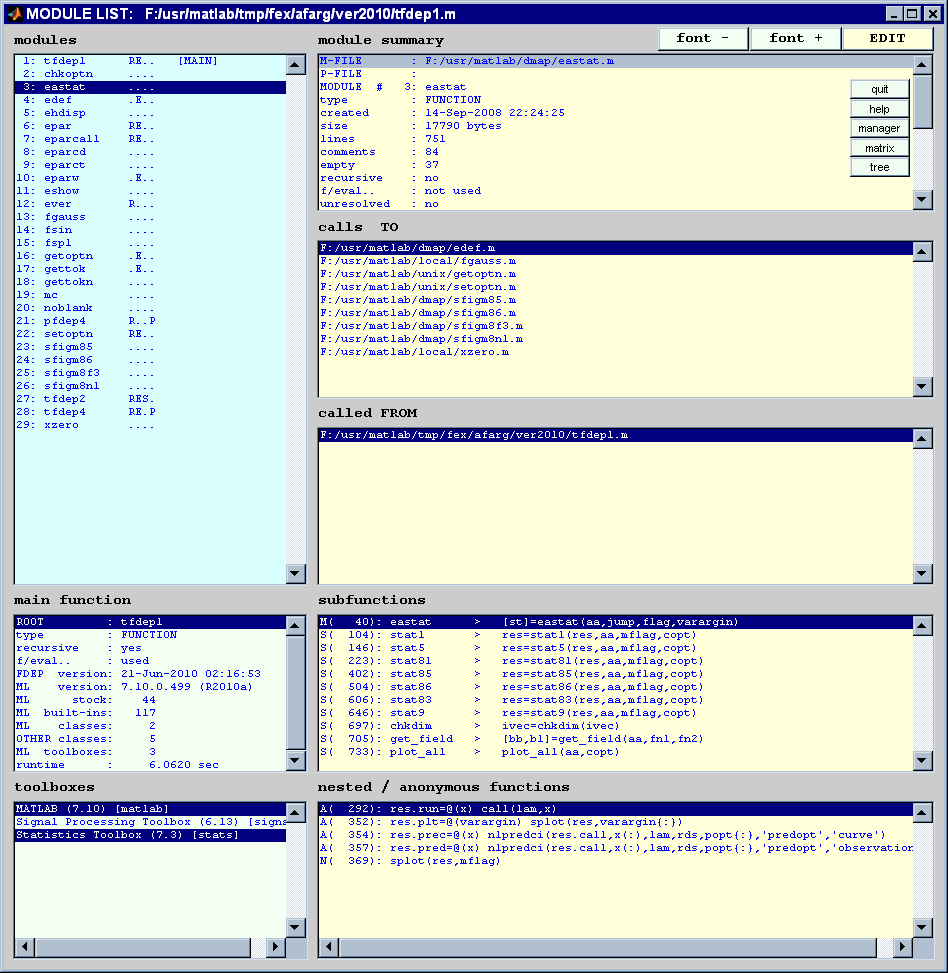 MODULE LIST:   F:/usr/matlab/tmp/fex/afarg/ver2010/tfdep1.m
modules
1: tfdep1      RE..   [MAIN]
2: chkoptn     ....
3: eastat      ....
4: edef        .E..
5: ehdisp      ....
6: epar        RE..
7: eparcall    RE..
8: eparcd      ....
9: eparct      ....
10: eparw       .E..
11: eshow       ....
12: ever        R...
13: fgauss      ....
14: fsin        ....
15: fspl        ....
16: getoptn     .E..
17: gettok      .E..
18: gettokn     ....
19: mc          ....
20: noblank     ....
21: pfdep4      R..P
22: setoptn     RE..
23: sfigm85     ....
24: sfigm86     ....
25: sfigm8f3    ....
26: sfigm8nl    ....
27: tfdep2      RES.
28: tfdep4      RE.P
29: xzero       ....
module summary
font -
font +
EDIT
M-FILE      : F:/usr/matlab/dmap/eastat.m
P-FILE      :
MODULE  #  3: eastat
type        : FUNCTION
created     : 14-Sep-2008 22:24:25
size        : 17790 bytes
lines       : 751
comments    : 84
empty       : 37
recursive   : no
f/eval..    : not used
unresolved  : no
quit
help
manager
matrix
tree
calls  TO
F:/usr/matlab/dmap/edef.m
F:/usr/matlab/local/fgauss.m
F:/usr/matlab/unix/getoptn.m
F:/usr/matlab/unix/setoptn.m
F:/usr/matlab/dmap/sfigm85.m
F:/usr/matlab/dmap/sfigm86.m
F:/usr/matlab/dmap/sfigm8f3.m
F:/usr/matlab/dmap/sfigm8nl.m
F:/usr/matlab/local/xzero.m
called FROM
F:/usr/matlab/tmp/fex/afarg/ver2010/tfdep1.m
main function
ROOT         : tfdep1
type         : FUNCTION
recursive    : yes
f/eval..     : used
FDEP  version: 21-Jun-2010 02:16:53
ML    version: 7.10.0.499 (R2010a)
ML      stock:    44
ML  built-ins:   117
ML    classes:     2
OTHER classes:     5
ML  toolboxes:     3
runtime      :     6.0620 sec
subfunctions
M(   40): eastat      >   [st]=eastat(aa,jump,flag,varargin)
S(  104): stat1       >   res=stat1(res,aa,mflag,copt)
S(  146): stat5       >   res=stat5(res,aa,mflag,copt)
S(  223): stat81      >   res=stat81(res,aa,mflag,copt)
S(  402): stat85      >   res=stat85(res,aa,mflag,copt)
S(  504): stat86      >   res=stat86(res,aa,mflag,copt)
S(  606): stat83      >   res=stat83(res,aa,mflag,copt)
S(  646): stat9       >   res=stat9(res,aa,mflag,copt)
S(  697): chkdim      >   ivec=chkdim(ivec)
S(  705): get_field   >   [bb,bl]=get_field(aa,fn1,fn2)
S(  733): plot_all    >   plot_all(aa,copt)
toolboxes
MATLAB (7.10) [matlab]
Signal Processing Toolbox (6.13) [signa
Statistics Toolbox (7.3) [stats]
nested / anonymous functions
A(  292): res.run=@(x) call(lam,x)
A(  352): res.plt=@(varargin) splot(res,varargin{:})
A(  354): res.prec=@(x) nlpredci(res.call,x(:),lam,rds,popt{:},'predopt','curve')
A(  357): res.pred=@(x) nlpredci(res.call,x(:),lam,rds,popt{:},'predopt','observation
N(  369): splot(res,mflag)